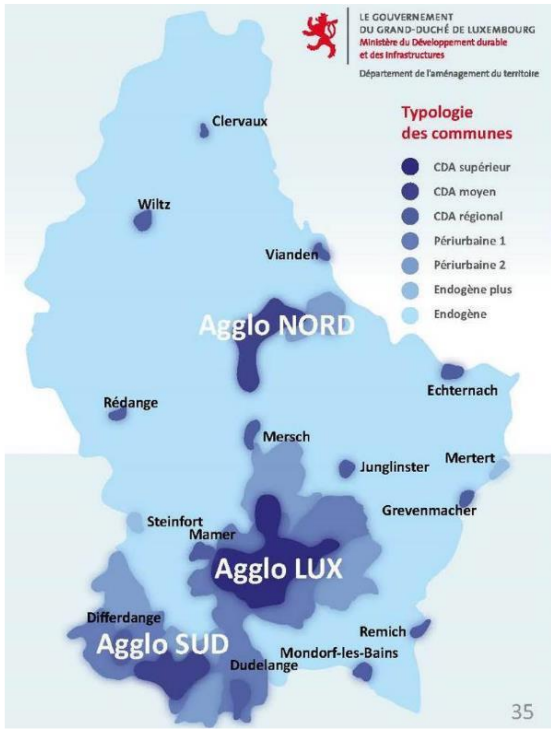 LE GOUVERNEMENT
DU GRAND-DUCHÉ DE LUXEMBOURG
Ministère du Développement durable
et des Infrastructures
Département de l'aménagement du territoire
Typologie
des communes
CDA supérieur
CDA moyen
CDA régional
Périurbaine 1
Périurbaine 2
Endogène plus
Endogène
Clervaux
Wiltz
Vianden
Agglo NORD
Echternach
Rédange
Mersch
Junglinster
Mertert
Grevenmacher
Steinfort
Mamer
Agglo LUX
Differdange
Agglo SUD
Remich
Mondorf-les-Bains
Dudelange
35